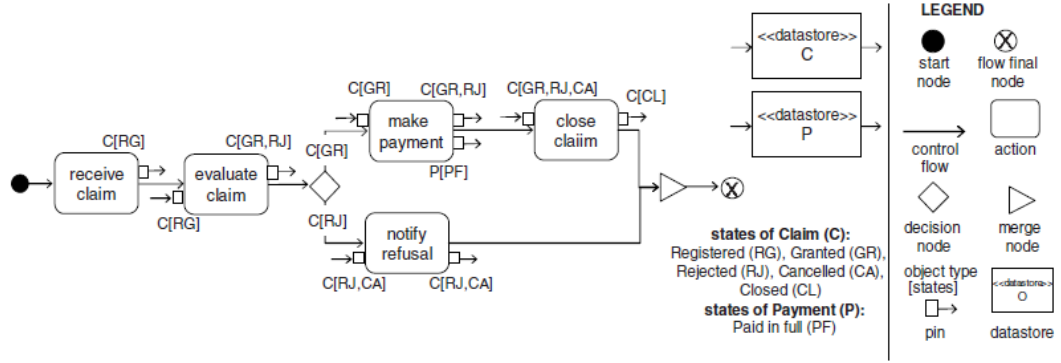 LEGEND
<<datastore>>
C
start
node
flow final
node
C[GR]
C[GR,RJ]
C[GR,RJ,CA]
C[CL]
make
payment
close
claiim
<<datastore>>
P
C[RG]
C[GR,RJ]
C[GR]
P[PF]
control
flow
action
receive
claim
evaluate
claim
C[RG]
C[RJ]
notify
refusal
C[RJ,CA]
C[RJ,CA]
states of Claim (C):
Registered (RG), Granted (GR),
Rejected (RJ), Cancelled (CA),
Closed (CL)
states of Payment (P):
Paid in full (PF)
decision
node
merge
node
object type
[states]
pin
<<datastore>>
O
datastore